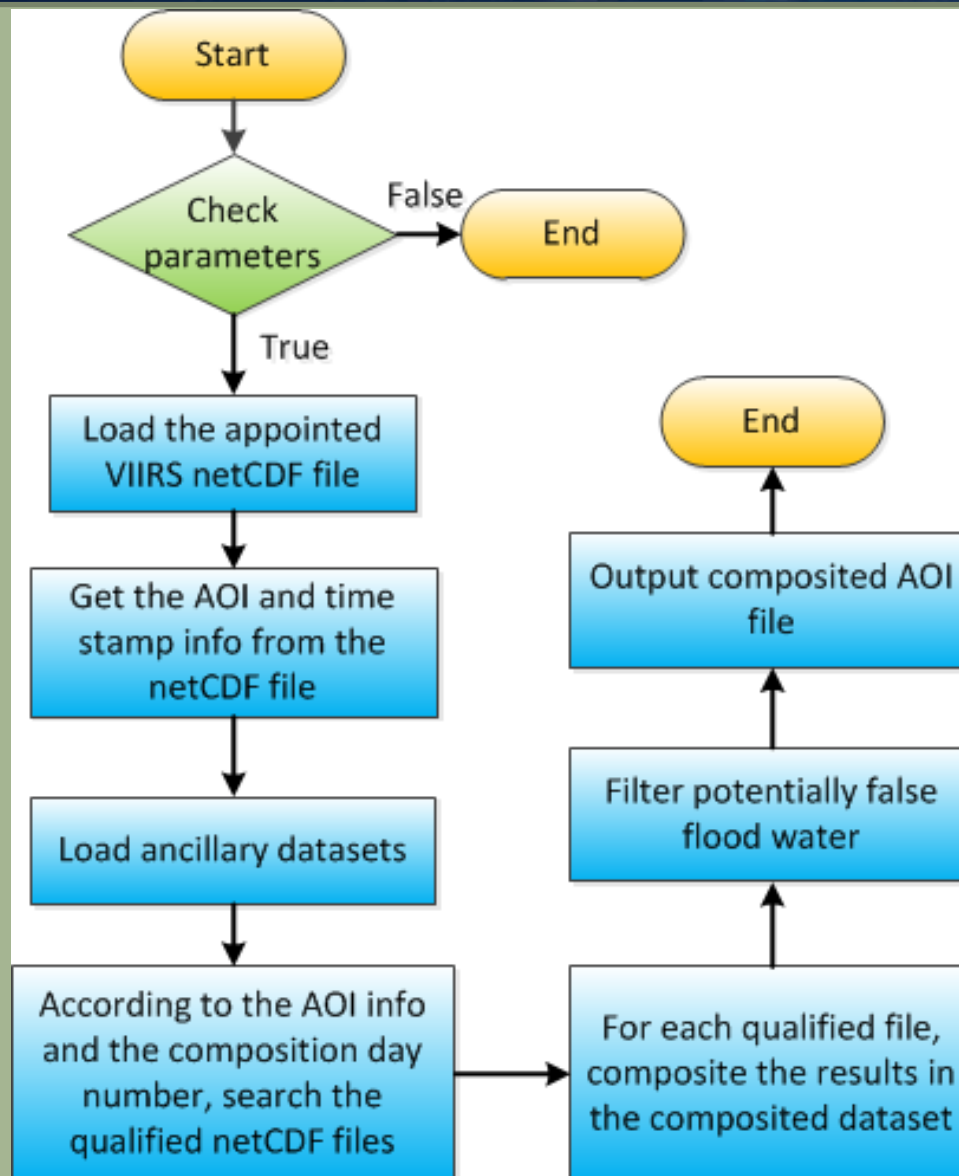 Start
Check
parameters
False
End
True
Load the appointed
VIIRS netCDF file
Get the AOI and time
stamp info from the
netCDF file
Load ancillary datasets
According to the AOI info
and the composition day
number, search the
qualified netCDF files
For each qualified file,
composite the results in
the composited dataset
Filter potentially false
flood water
Output composited AOI
file
End